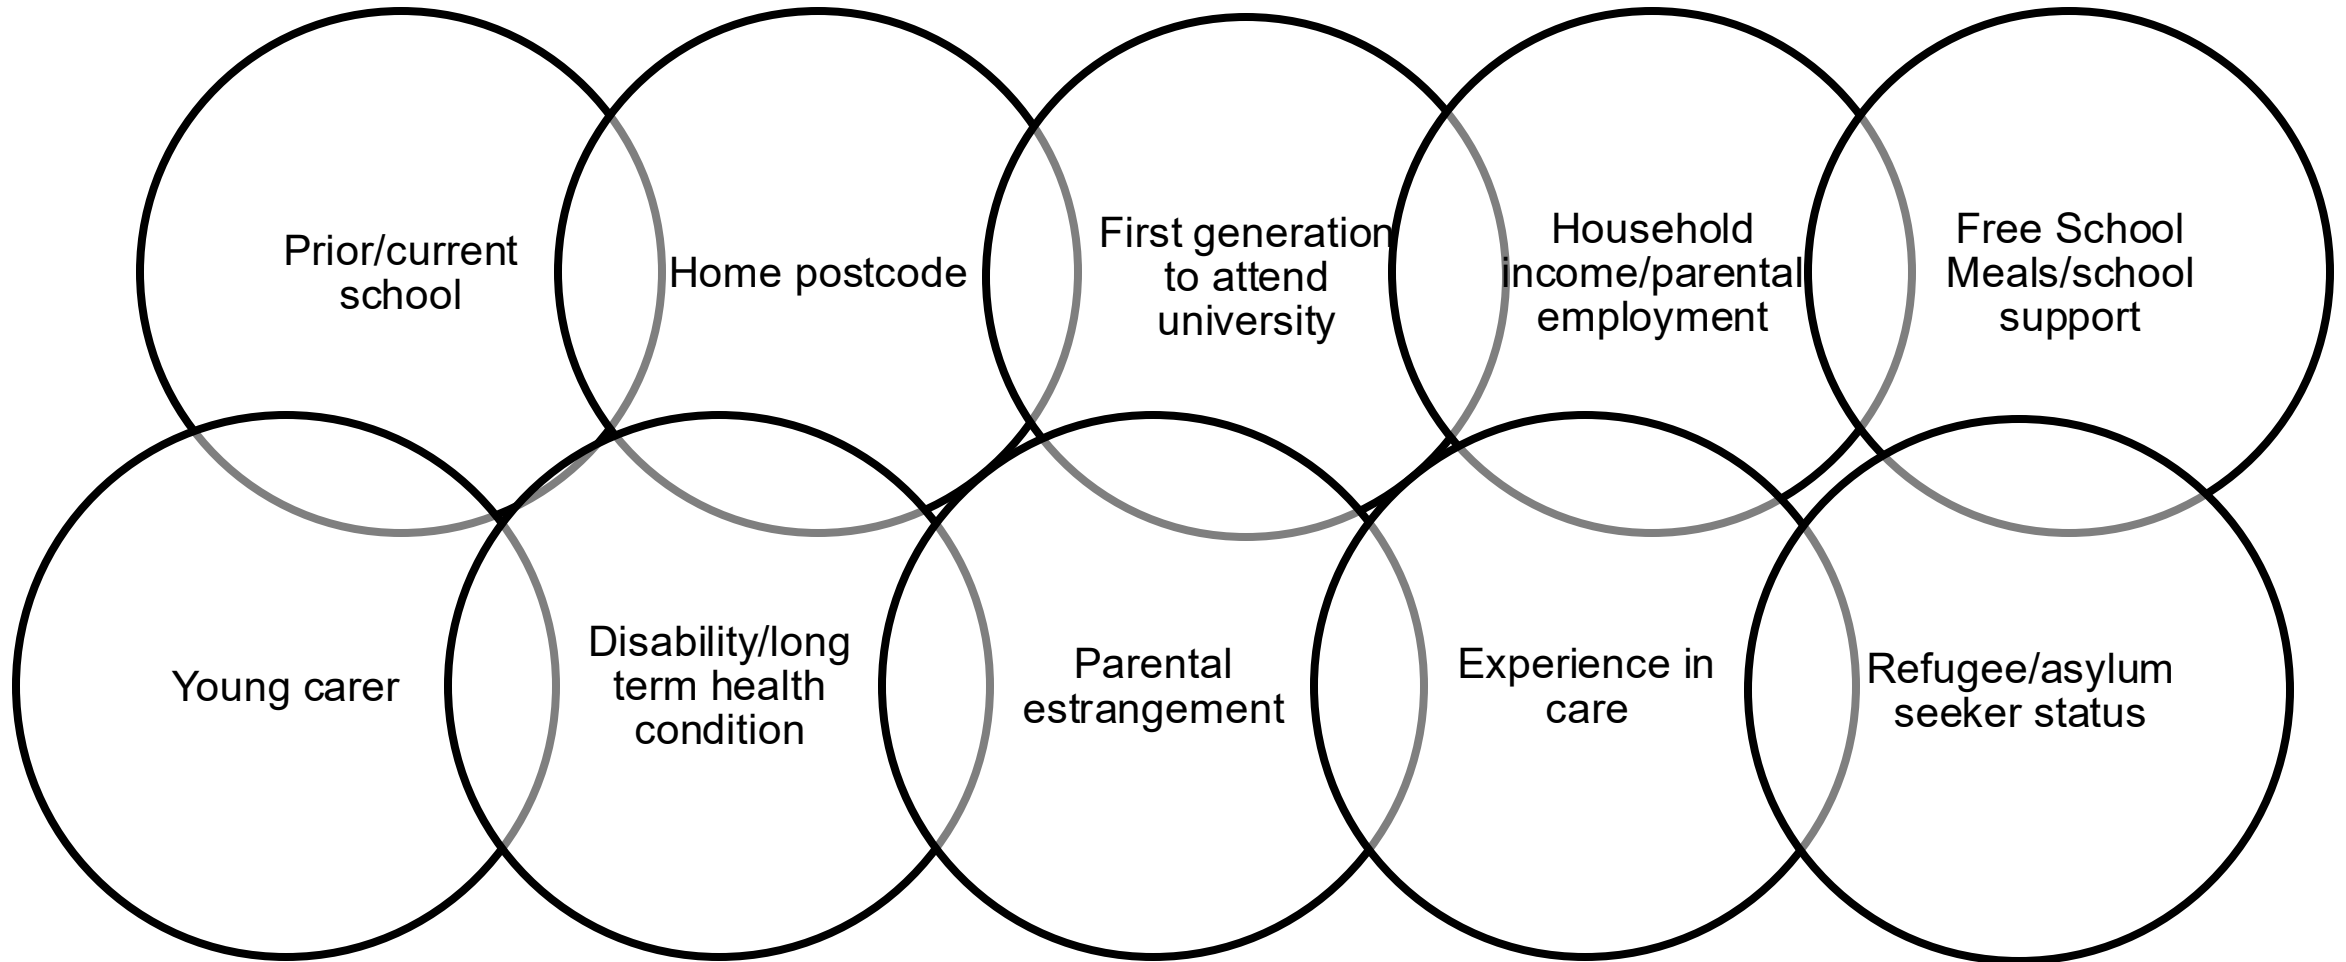 Prior/current
school
Home postcode
First generation
to attend
university
Household
income/parental
employment
Free School
Meals/school
support
Young carer
Disability/long
term health
condition
Parental
estrangement
Experience in
care
Refugee/asylum
seeker status